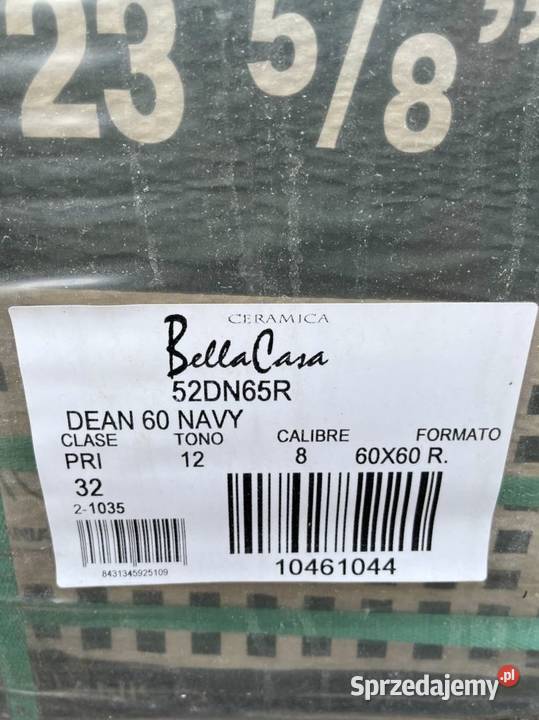 23 5/8"
CERAMICA
BellaCasa
52DN65R
DEAN 60 NAVY
CLASE TONO CALIBRE FORMATO
PRI 12 8 60X60 R.
32
2-1035
8431345925109
10461044
Sprzedajemy.pl